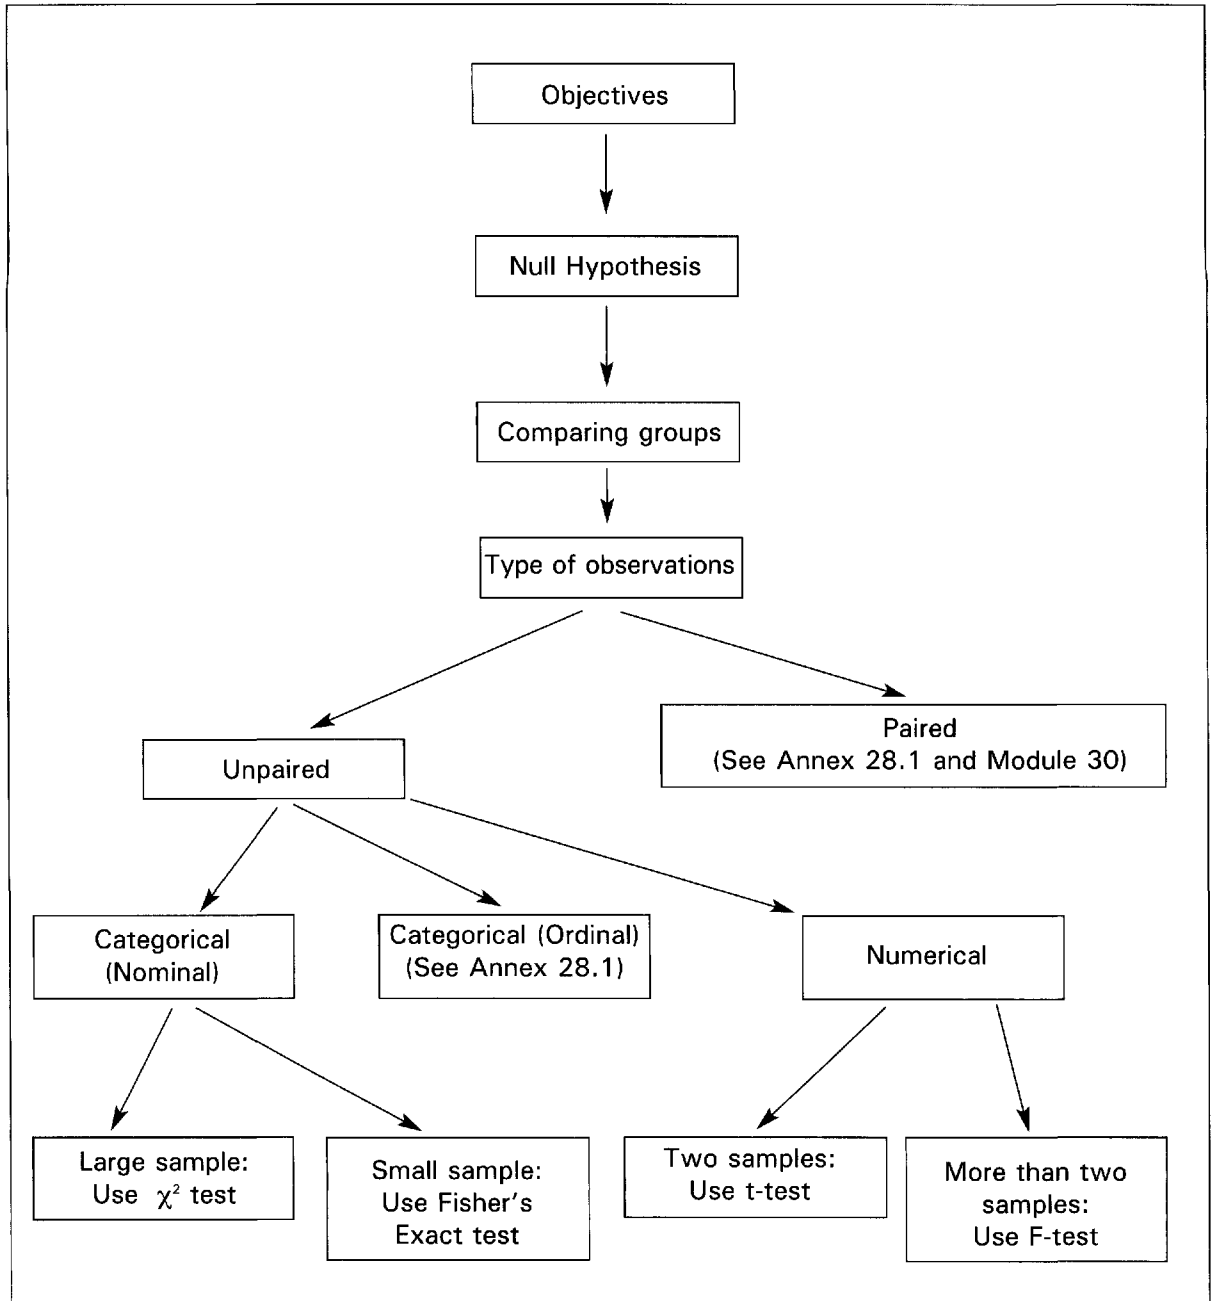 Objectives
Null Hypothesis
Comparing groups
Type of observations
Unpaired
Paired
(See Annex 28.1 and Module 30)
Categorical
(Nominal)
Categorical (Ordinal)
(See Annex 28.1)
Numerical
Large sample:
Use χ² test
Small sample:
Use Fisher's
Exact test
Two samples:
Use t-test
More than two
samples:
Use F-test